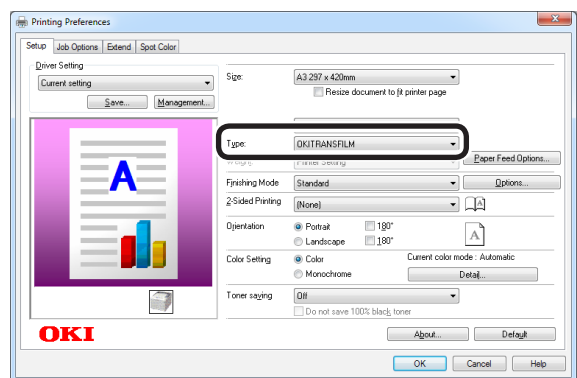 Printing Preferences
Setup Job Options Extend Spot Color
Driver Setting
Current setting
Save... Management...
Size: A3 297 x 420mm
Resize document to fit printer page
Type: OKITRANSFILM
Weight: Printer Setting
Paper Feed Options...
Finishing Mode Standard Options...
2-Sided Printing (None)
Orientation Portrait 180°
Landscape 180°
A
Color Setting Color Current color mode : Automatic
Monochrome Detail...
Toner saying Off
Do not save 100% black toner
A
OKI
About... Default
OK Cancel Help